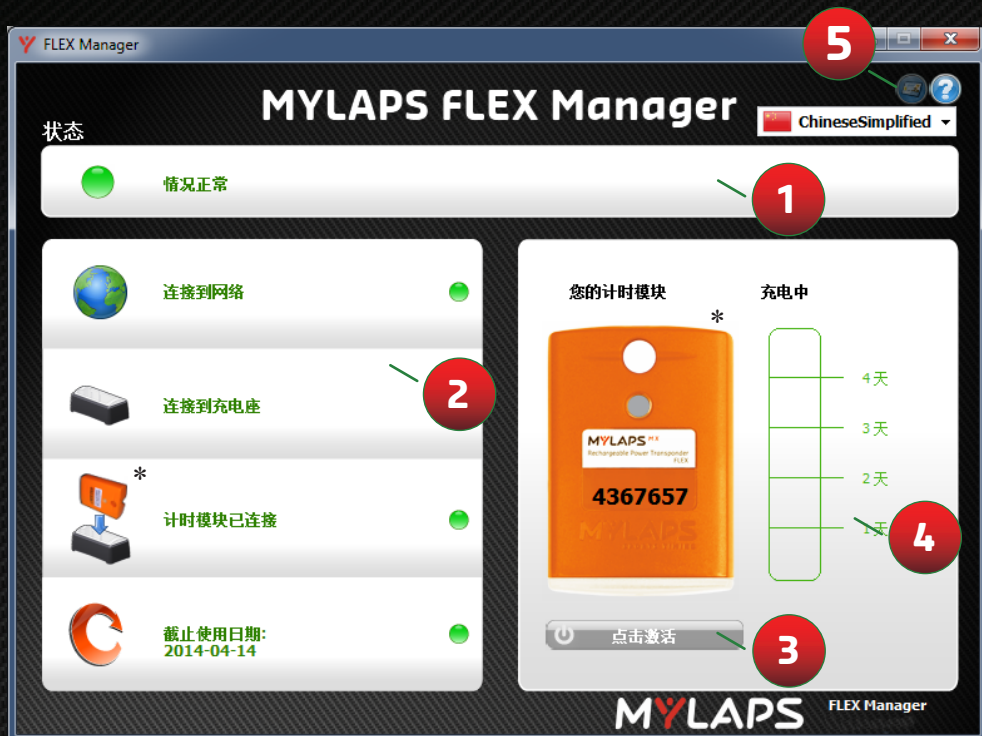 FLEX Manager
5
MYLAPS FLEX Manager
ChineseSimplified
状态
情况正常
1
连接到网络
2
连接到充电座
*
计时模块已连接
截止使用日期:
2014-04-14
您的计时模块
充电中
*
MYLAPS MX
Rechargeable Power Transponder
FLEX
4367657
MYLAPS
4天
3天
2天
1天
4
点击激活
3
MYLAPS
FLEX Manager